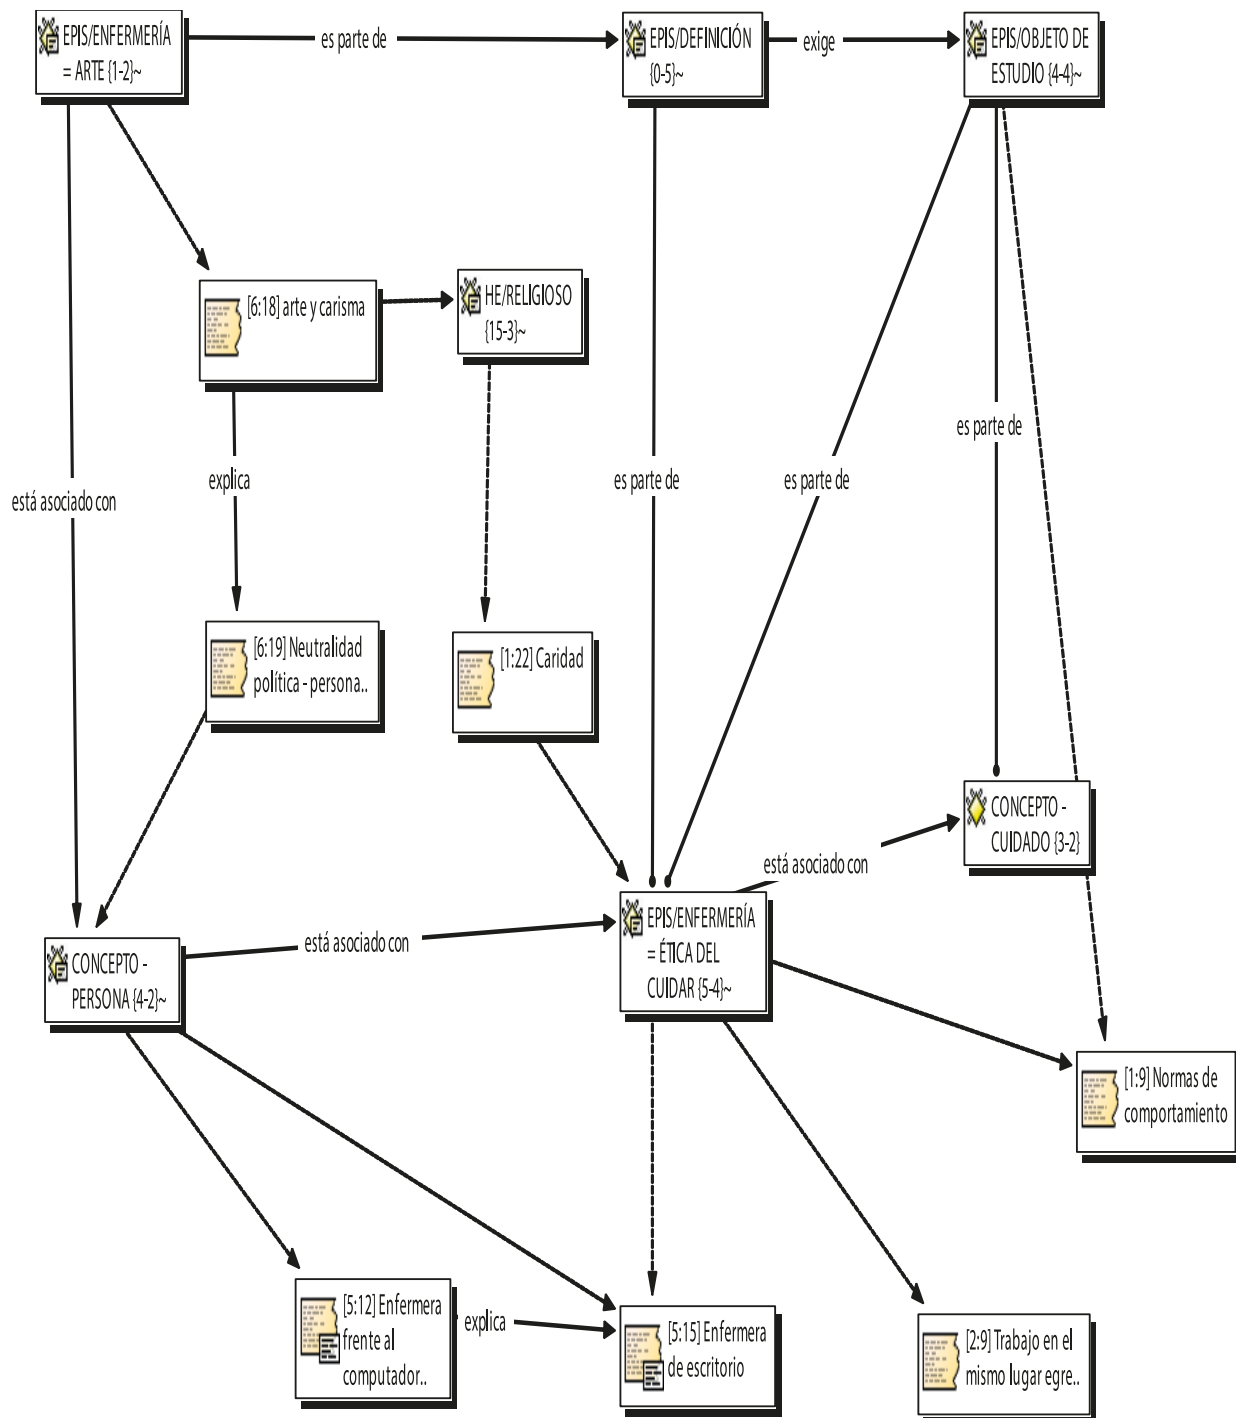 EPIS/ENFERMERÍA
= ARTE {1-2}~
es parte de
EPIS/DEFINICIÓN
{0-5}~
exige
EPIS/OBJETO DE
ESTUDIO {4-4}~
[6:18] arte y carisma
HE/RELIGIOSO
{15-3}~
es parte de
está asociado con
explica
es parte de
es parte de
[6:19] Neutralidad
política - persona..
[1:22] Caridad
CONCEPTO -
CUIDADO {3-2}
está asociado con
EPIS/ENFERMERÍA
= ÉTICA DEL
CUIDAR {5-4}~
está asociado con
CONCEPTO -
PERSONA {4-2}~
[1:9] Normas de
comportamiento
[5:12] Enfermera
frente al
computador..
explica
[5:15] Enfermera
de escritorio
[2:9] Trabajo en el
mismo lugar egre..